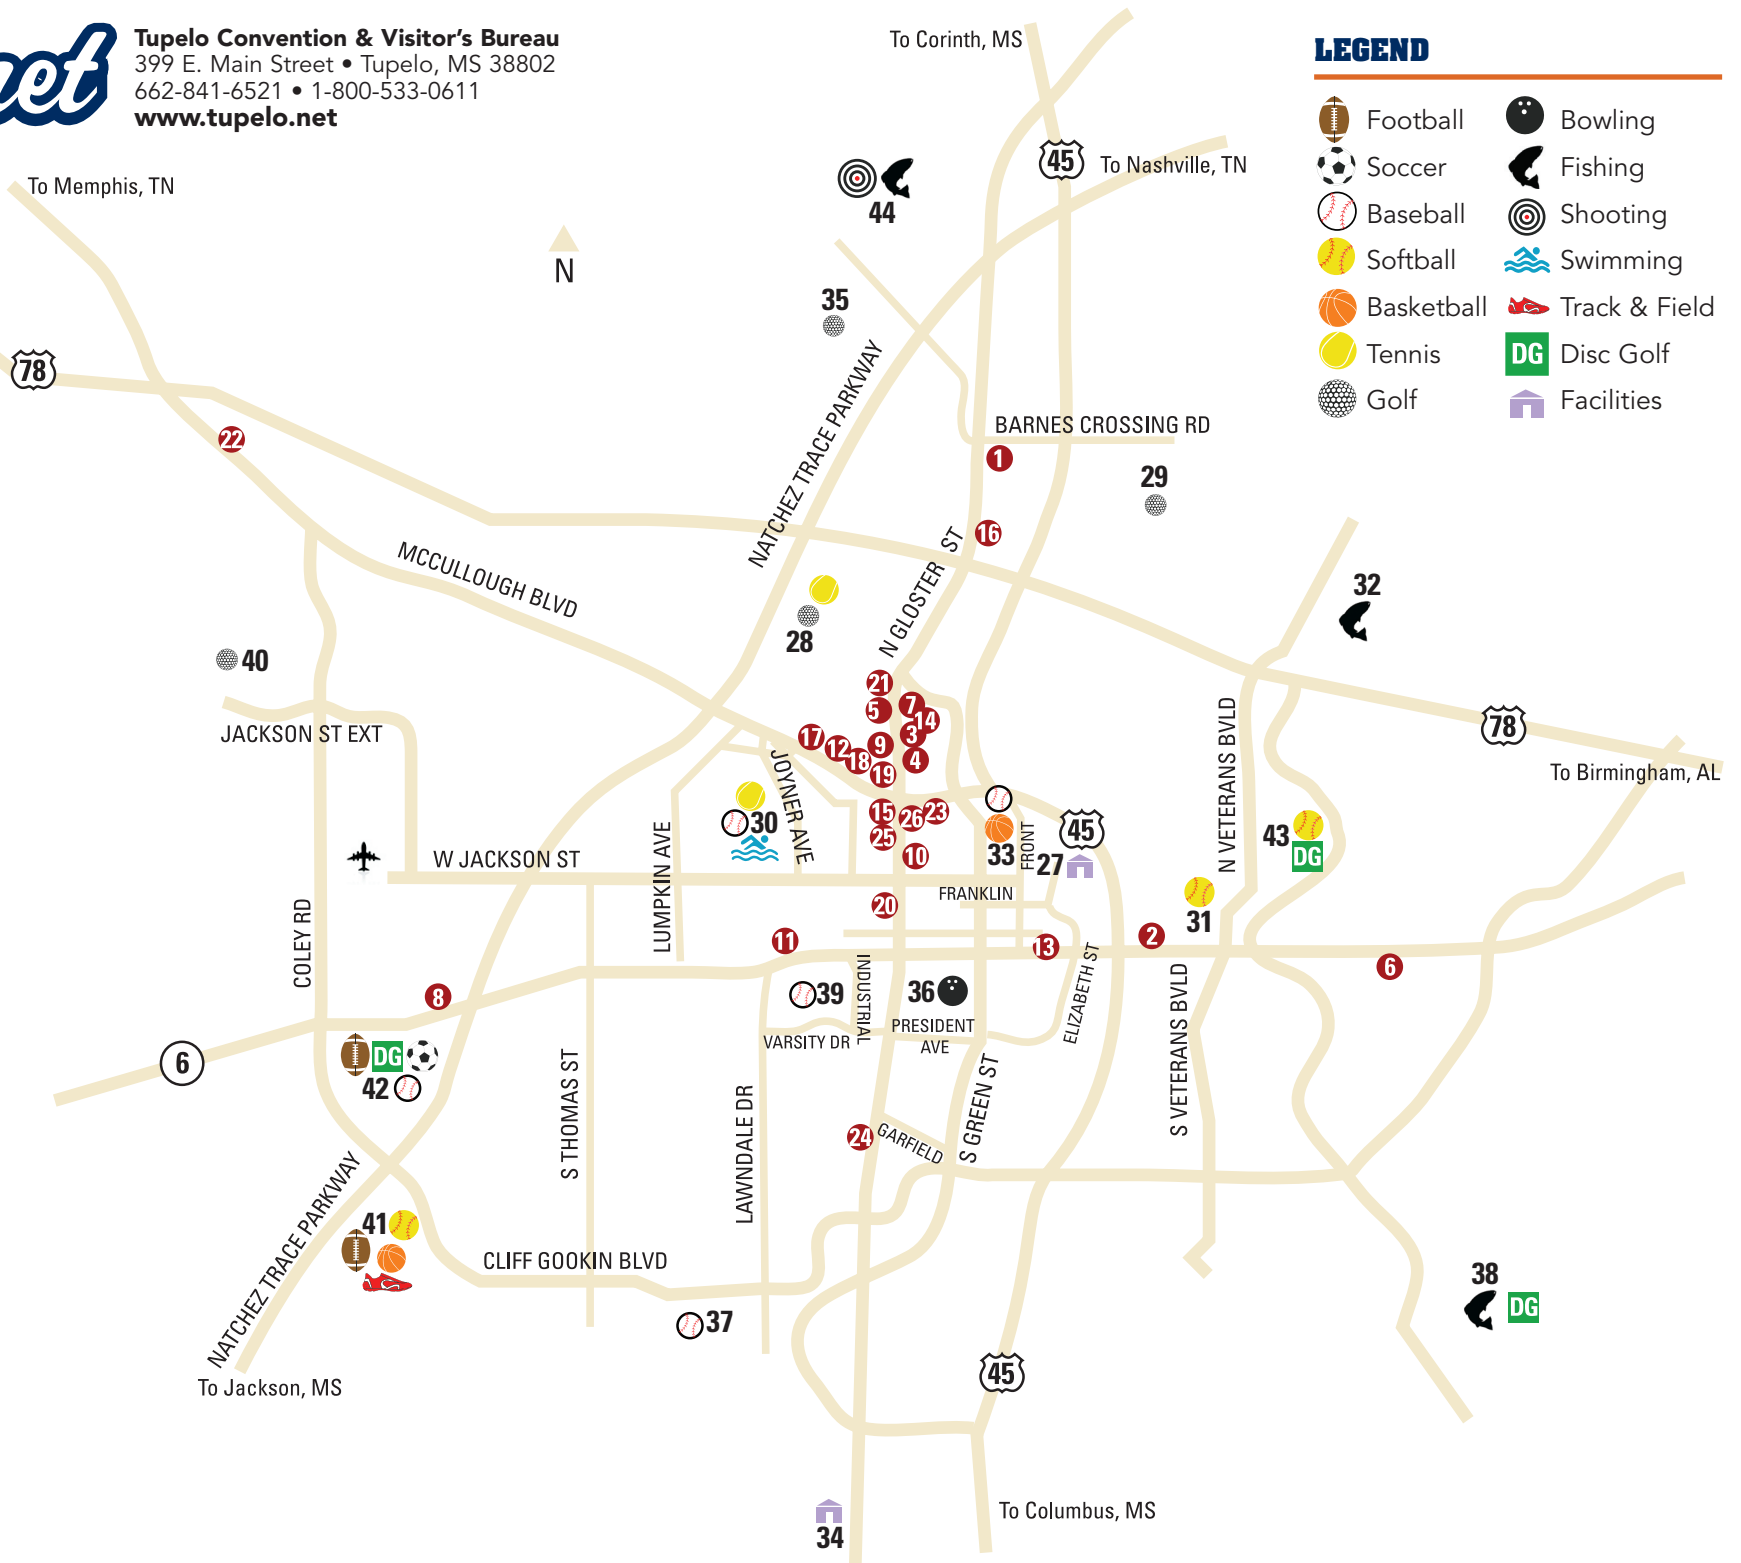 Tupelo Convention & Visitor's Bureau
399 E. Main Street • Tupelo, MS 38802
662-841-6521 • 1-800-533-0611
www.tupelo.net
LEGEND
Football
Soccer
Baseball
Softball
Basketball
Tennis
Golf
Bowling
Fishing
Shooting
Swimming
Track & Field
DG Disc Golf
Facilities
To Corinth, MS
45
To Nashville, TN
To Memphis, TN
44
N
35
78
NATCHEZ TRACE PARKWAY
BARNES CROSSING RD
22
1
29
16
MCCULLOUGH BLVD
N GLOSTER ST
32
28
40
21
5
7
14
3
17
12
9
18
4
19
JACKSON ST EXT
N VETERANS BVLD
78
To Birmingham, AL
JOYNER AVE
30
15
26
23
25
10
33
FRONT
45
27
43
DG
LUMPKIN AVE
W JACKSON ST
FRANKLIN
20
31
COLEY RD
11
13
2
6
8
39
INDUSTRIAL
36
ELIZABETH ST
S VETERANS BVLD
VARSITY DR
PRESIDENT
AVE
6
DG
42
S THOMAS ST
LAWNDALE DR
24
GARFIELD
S GREEN ST
NATCHEZ TRACE PARKWAY
41
CLIFF GOOKIN BLVD
37
38
DG
45
To Jackson, MS
To Columbus, MS
34